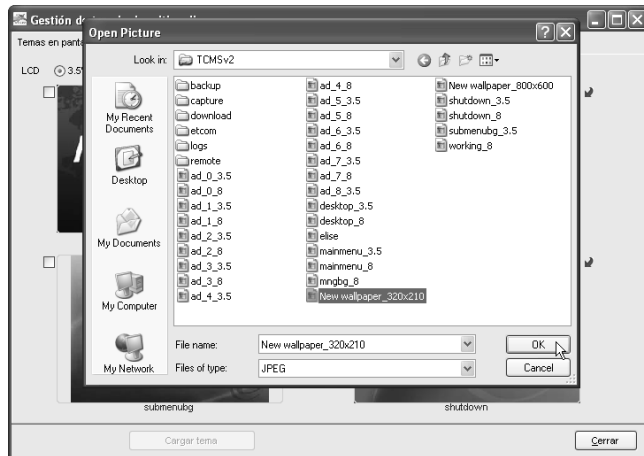 Gestión de
Open Picture
Temas en pant
Look in: TCMSv2
LCD 3.5"
My Recent Documents
Desktop
My Documents
My Computer
My Network
backup
capture
download
etcom
logs
remote
ad_0_3.5
ad_0_8
ad_1_3.5
ad_1_8
ad_2_3.5
ad_2_8
ad_3_3.5
ad_3_8
ad_4_3.5
ad_4_8
ad_5_3.5
ad_5_8
ad_6_3.5
ad_6_8
ad_7_3.5
ad_7_8
ad_8_3.5
desktop_3.5
desktop_8
elise
mainmenu_3.5
mainmenu_8
mngbg_8
New wallpaper_320x210
New wallpaper_800x600
shutdown_3.5
shutdown_8
submenubg_3.5
working_8
File name: New wallpaper_320x210 OK
Files of type: JPEG Cancel
submenubg shutdown
Cargar tema Cerrar